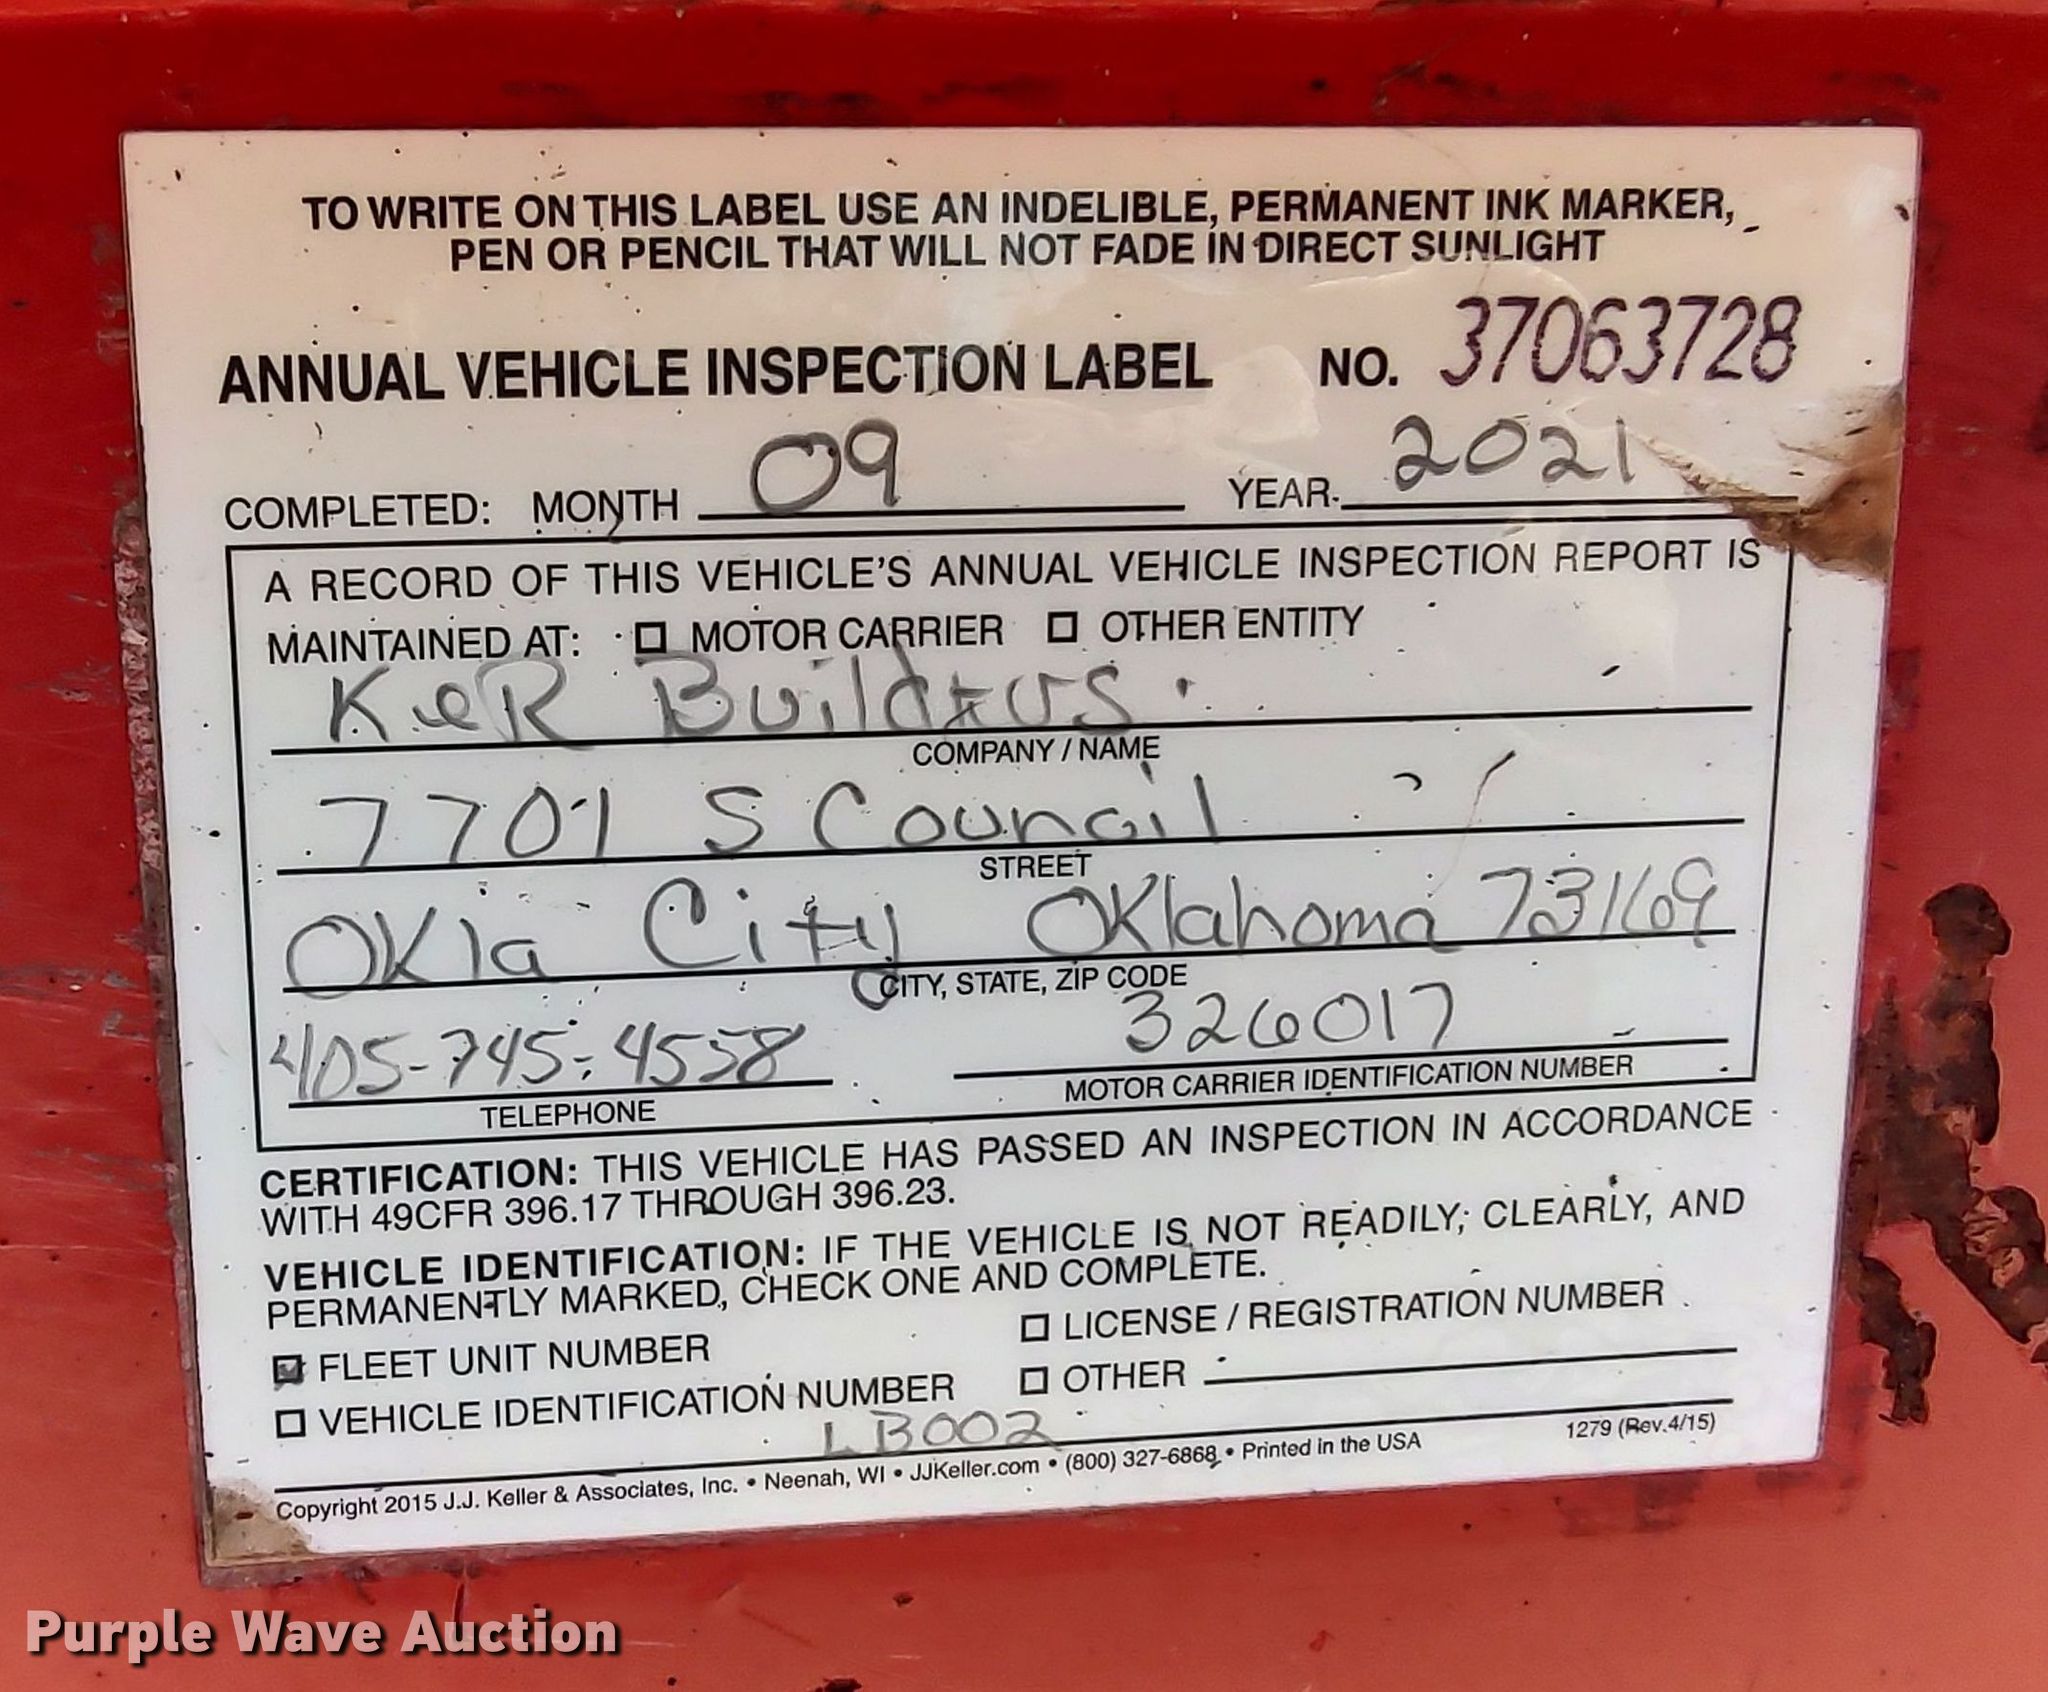 TO WRITE ON THIS LABEL USE AN INDELIBLE, PERMANENT INK MARKER,
PEN OR PENCIL THAT WILL NOT FADE IN DIRECT SUNLIGHT
ANNUAL VEHICLE INSPECTION LABEL NO. 37063728
COMPLETED: MONTH 09 YEAR 2021
A RECORD OF THIS VEHICLE'S ANNUAL VEHICLE INSPECTION REPORT IS
MAINTAINED AT: ☐ MOTOR CARRIER ☐ OTHER ENTITY
K&R Builders
COMPANY / NAME
7701 S Council
STREET
Okla City Oklahoma 73169
CITY, STATE, ZIP CODE
405-745-4558 326017
TELEPHONE MOTOR CARRIER IDENTIFICATION NUMBER
CERTIFICATION: THIS VEHICLE HAS PASSED AN INSPECTION IN ACCORDANCE
WITH 49CFR 396.17 THROUGH 396.23.
VEHICLE IDENTIFICATION: IF THE VEHICLE IS NOT READILY, CLEARLY, AND
PERMANENTLY MARKED, CHECK ONE AND COMPLETE.
☑ FLEET UNIT NUMBER ☐ LICENSE / REGISTRATION NUMBER
☐ VEHICLE IDENTIFICATION NUMBER ☐ OTHER
LB002
Copyright 2015 J.J. Keller & Associates, Inc. • Neenah, WI • JJKeller.com • (800) 327-6868 • Printed in the USA 1279 (Rev.4/15)
Purple Wave Auction